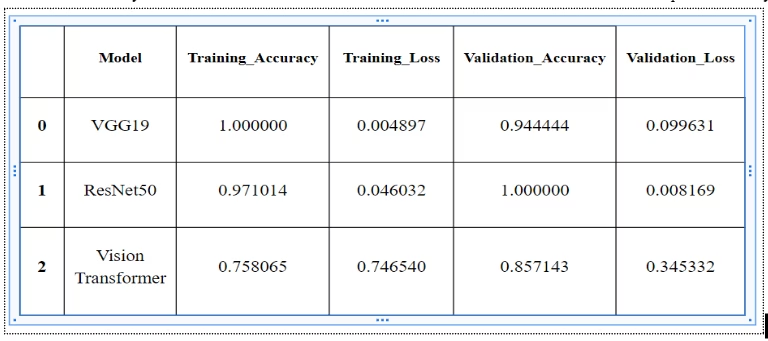 Model Training_Accuracy Training_Loss Validation_Accuracy Validation_Loss
0 VGG19 1.000000 0.004897 0.944444 0.099631
1 ResNet50 0.971014 0.046032 1.000000 0.008169
2 Vision Transformer 0.758065 0.746540 0.857143 0.345332